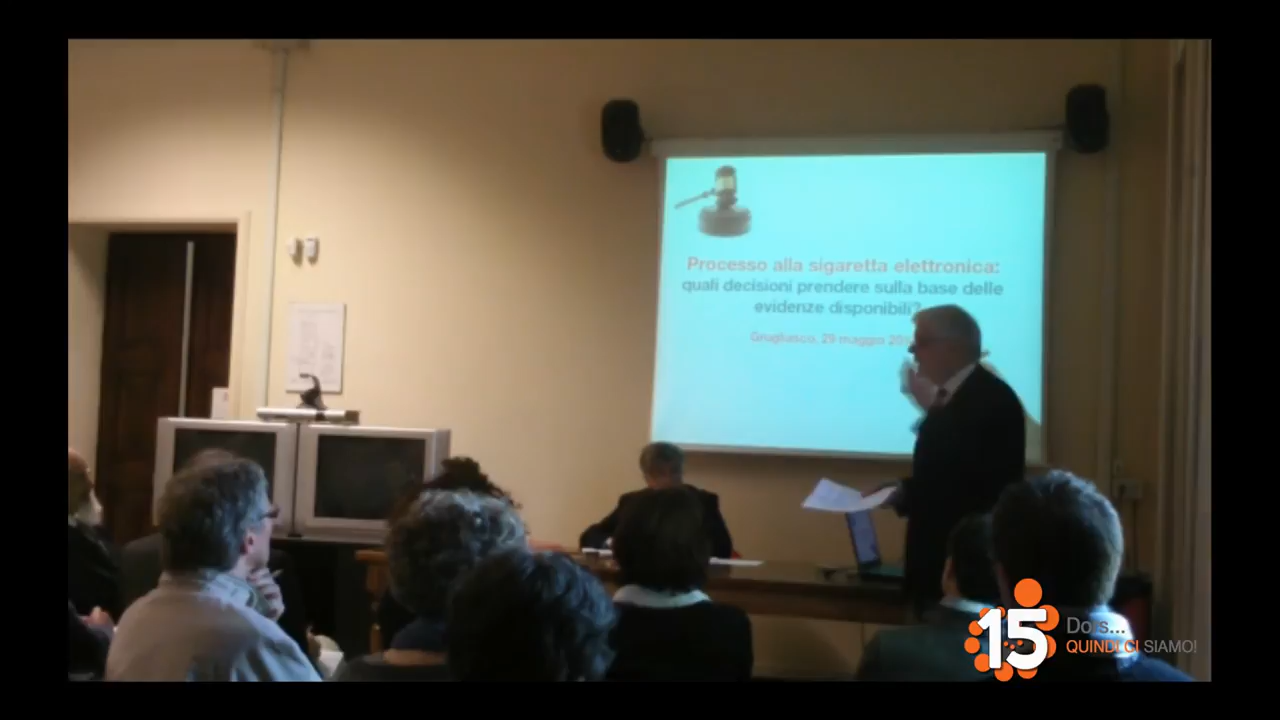 Processo alla sigaretta elettronica:
quali decisioni prendere sulla base delle
evidenze disponibili?
Grugliasco, 29 maggio
15
QUINDI CI SIAMO!